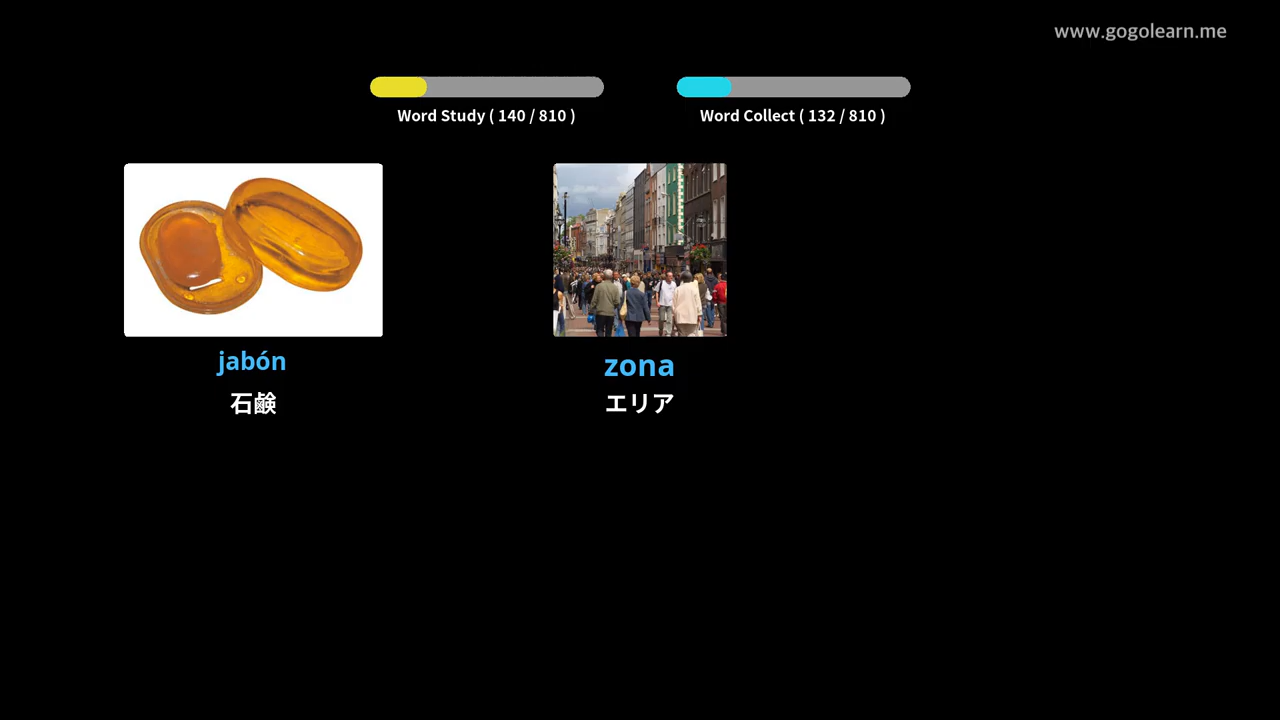 www.gogolearn.me
Word Study ( 140 / 810 )
Word Collect ( 132 / 810 )
jabón
石鹸
zona
エリア